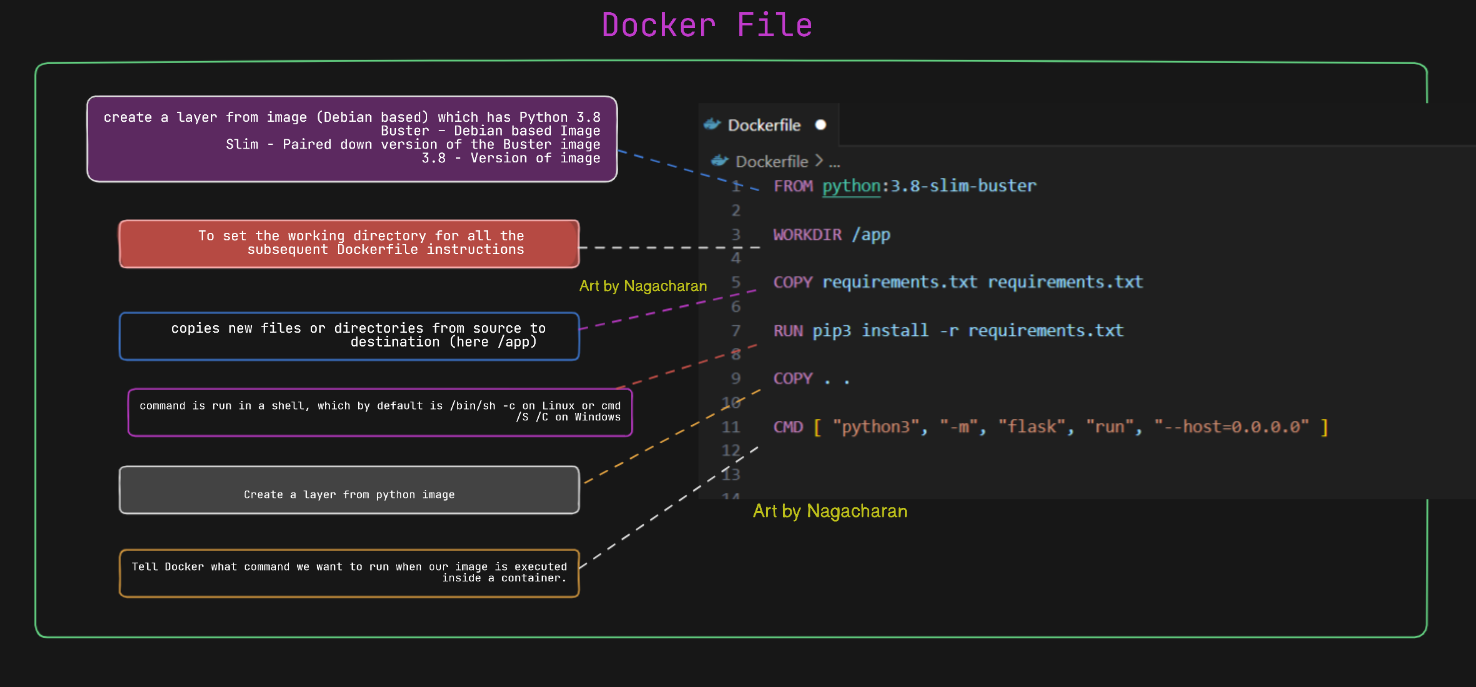 Docker File
create a layer from image (Debian based) which has Python 3.8
Buster - Debian based Image
Slim - Paired down version of the Buster image
3.8 - Version of image
To set the working directory for all the
subsequent Dockerfile instructions
Art by Nagacharan
copies new files or directories from source to
destination (here /app)
command is run in a shell, which by default is /bin/sh -c on Linux or cmd
/S /C on Windows
Create a layer from python image
Tell Docker what command we want to run when our image is executed
inside a container.
Dockerfile
Dockerfile > ...
1 FROM python:3.8-slim-buster
2
3 WORKDIR /app
4
5 COPY requirements.txt requirements.txt
6
7 RUN pip3 install -r requirements.txt
8
9 COPY . .
10
11 CMD [ "python3", "-m", "flask", "run", "--host=0.0.0.0" ]
12
13
14
Art by Nagacharan